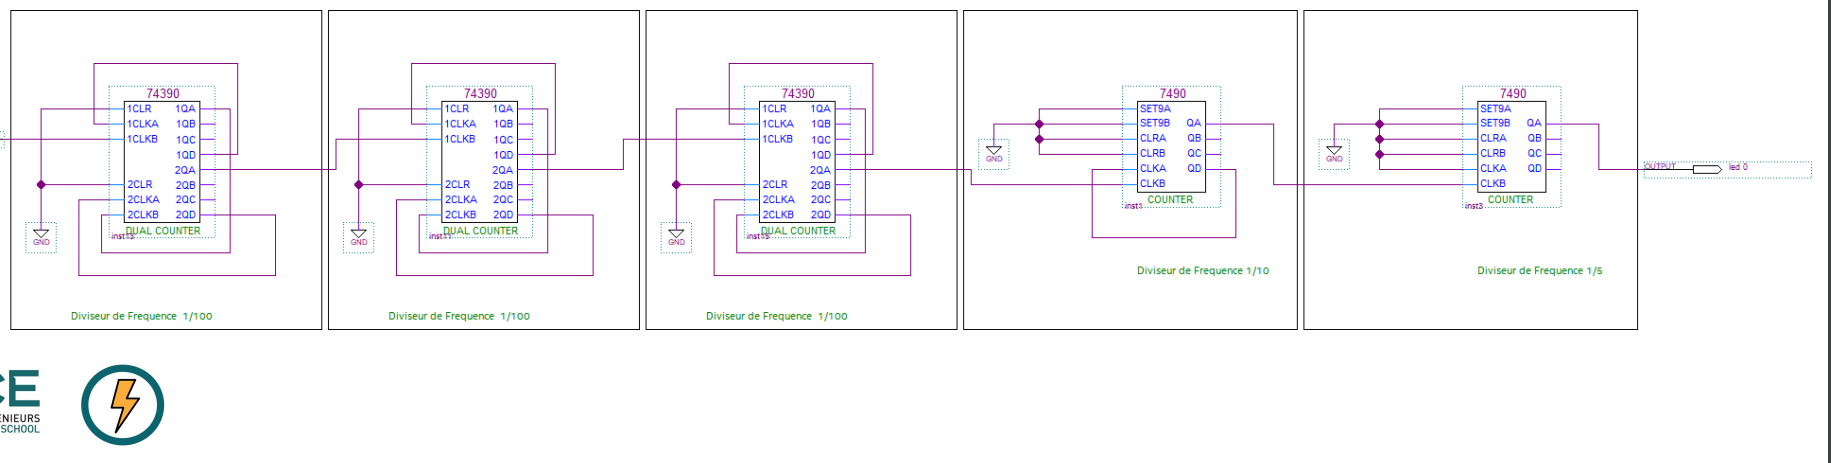 74390
1CLR 1QA
1CLKA 1QB
1CLKB 1QC
1QD
2QA
2CLR 2QB
2CLKA 2QC
2CLKB 2QD
DUAL COUNTER
GND
Diviseur de Frequence 1/100
74390
1CLR 1QA
1CLKA 1QB
1CLKB 1QC
1QD
2QA
2CLR 2QB
2CLKA 2QC
2CLKB 2QD
DUAL COUNTER
GND
Diviseur de Frequence 1/100
74390
1CLR 1QA
1CLKA 1QB
1CLKB 1QC
1QD
2QA
2CLR 2QB
2CLKA 2QC
2CLKB 2QD
DUAL COUNTER
GND
Diviseur de Frequence 1/100
7490
SET9A
SET9B QA
CLRA QB
CLRB QC
CLKA QD
CLKB
COUNTER
GND
Diviseur de Frequence 1/10
7490
SET9A
SET9B QA
CLRA QB
CLRB QC
CLKA QD
CLKB
inst3 COUNTER
GND
Diviseur de Frequence 1/5
OUTPUT led 0
CE
NIEURS
SCHOOL